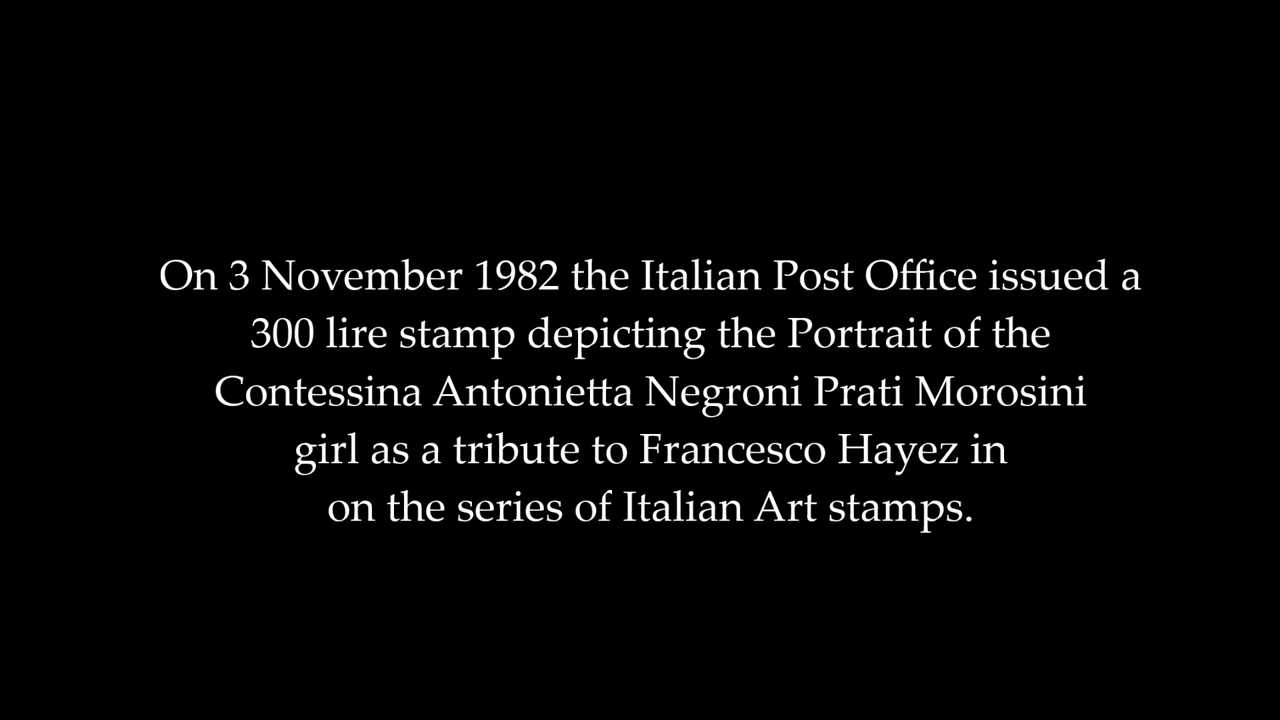 On 3 November 1982 the Italian Post Office issued a
300 lire stamp depicting the Portrait of the
Contessina Antonietta Negroni Prati Morosini
girl as a tribute to Francesco Hayez in
on the series of Italian Art stamps.